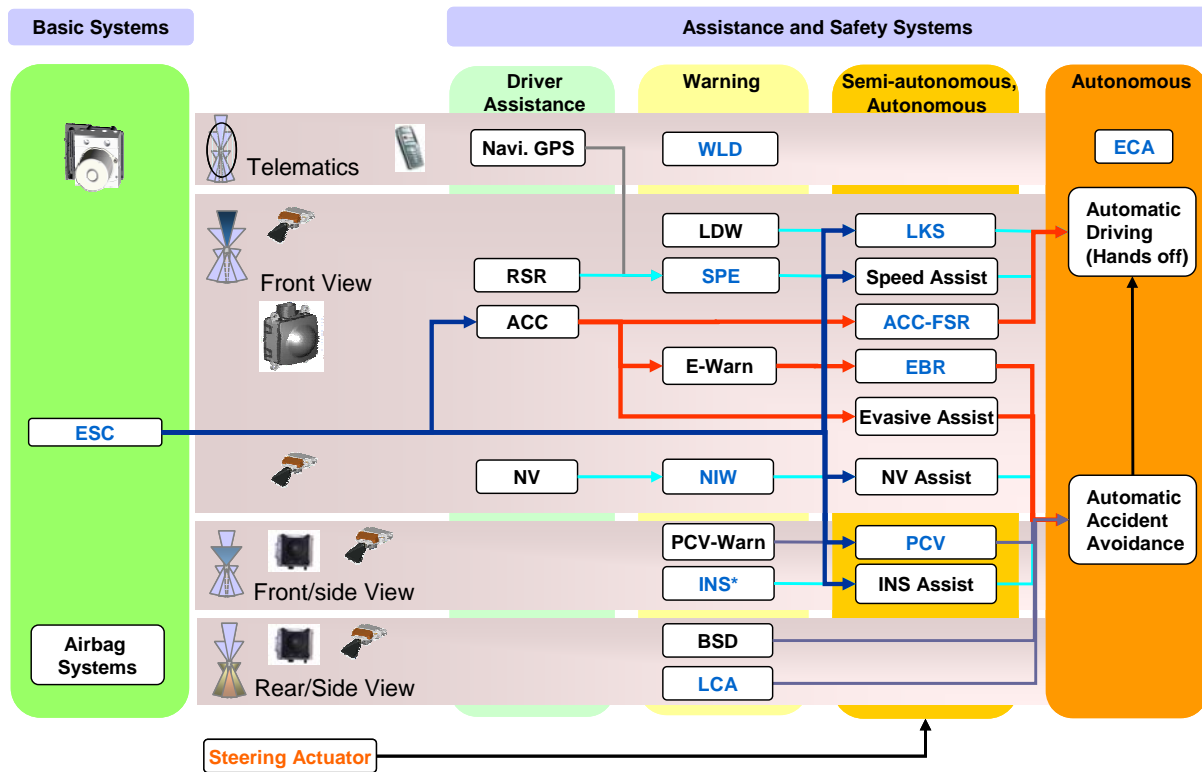 Basic Systems
Assistance and Safety Systems
Driver
Assistance
Warning
Semi-autonomous,
Autonomous
Autonomous
Telematics
Navi. GPS
WLD
ECA
Front View
LDW
LKS
Automatic
Driving
(Hands off)
RSR
SPE
Speed Assist
ACC
ACC-FSR
E-Warn
EBR
Evasive Assist
ESC
NV
NIW
NV Assist
Automatic
Accident
Avoidance
Front/side View
PCV-Warn
PCV
INS*
INS Assist
Airbag
Systems
Rear/Side View
BSD
LCA
Steering Actuator